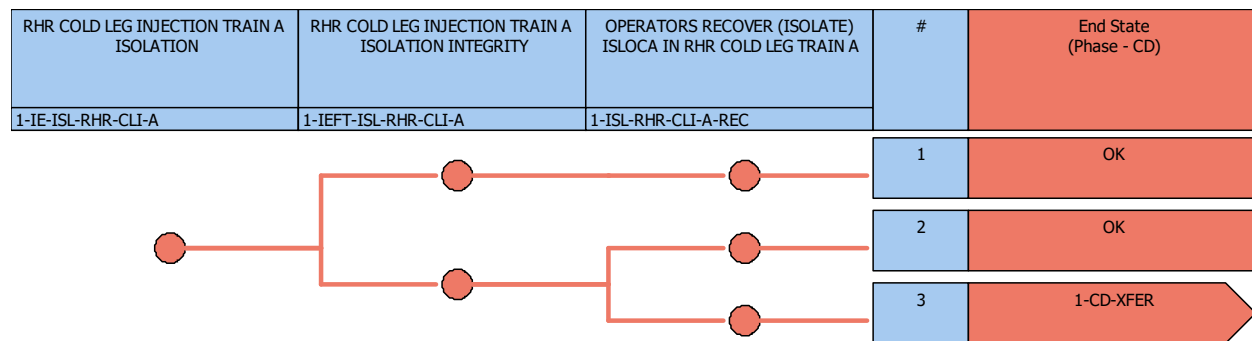 RHR COLD LEG INJECTION TRAIN A
ISOLATION
RHR COLD LEG INJECTION TRAIN A
ISOLATION INTEGRITY
OPERATORS RECOVER (ISOLATE)
ISLOCA IN RHR COLD LEG TRAIN A
#
End State
(Phase - CD)
1-IE-ISL-RHR-CLI-A
1-IEFT-ISL-RHR-CLI-A
1-ISL-RHR-CLI-A-REC
1
OK
2
OK
3
1-CD-XFER